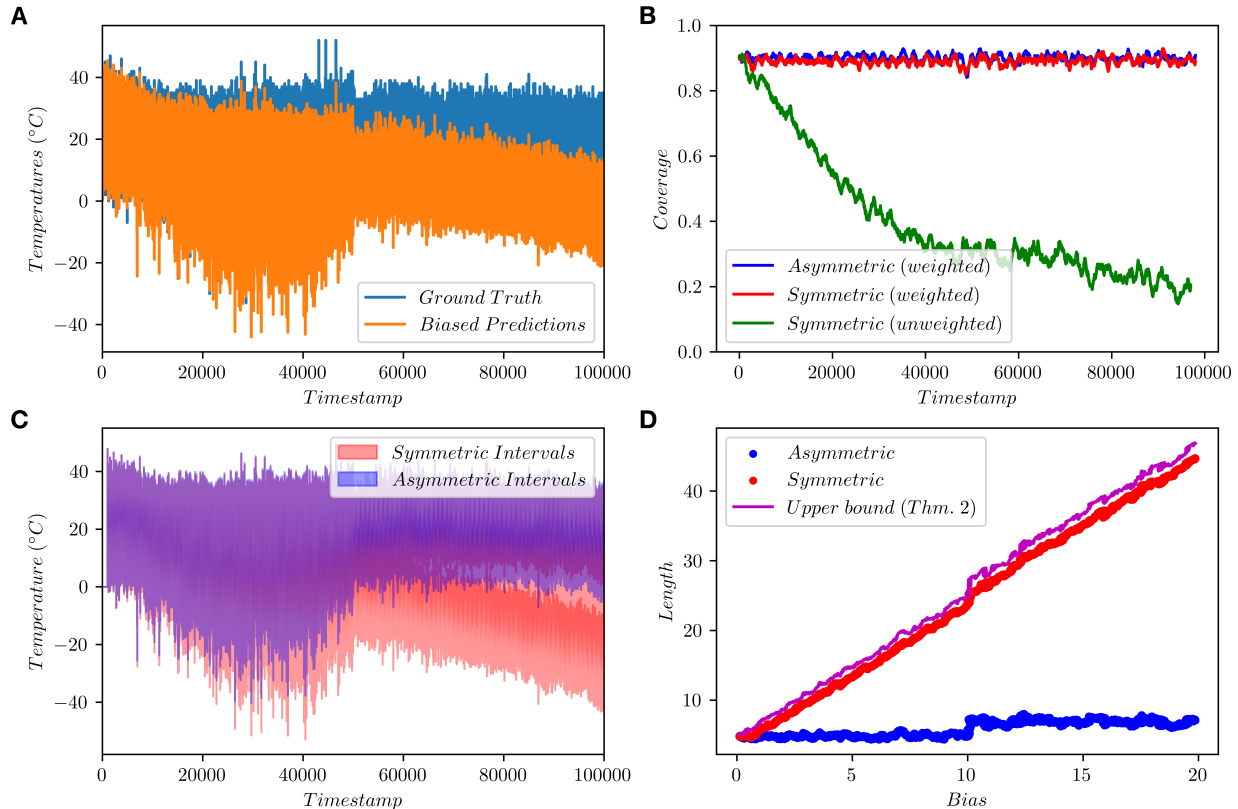 A
Temperatures (°C)
40
20
0
−20
−40
Ground Truth
Biased Predictions
0
20000
40000
60000
80000
100000
Timestamp
B
Coverage
1.0
0.8
0.6
0.4
0.2
0.0
Asymmetric (weighted)
Symmetric (weighted)
Symmetric (unweighted)
0
20000
40000
60000
80000
100000
Timestamp
C
Temperature (°C)
40
20
0
−20
−40
Symmetric Intervals
Asymmetric Intervals
0
20000
40000
60000
80000
100000
Timestamp
D
Length
40
30
20
10
Asymmetric
Symmetric
Upper bound (Thm. 2)
0
5
10
15
20
Bias